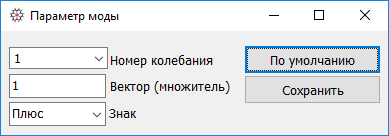 Параметр моды
1 Номер колебания
По умолчанию
1 Вектор (множитель)
Сохранить
Плюс Знак